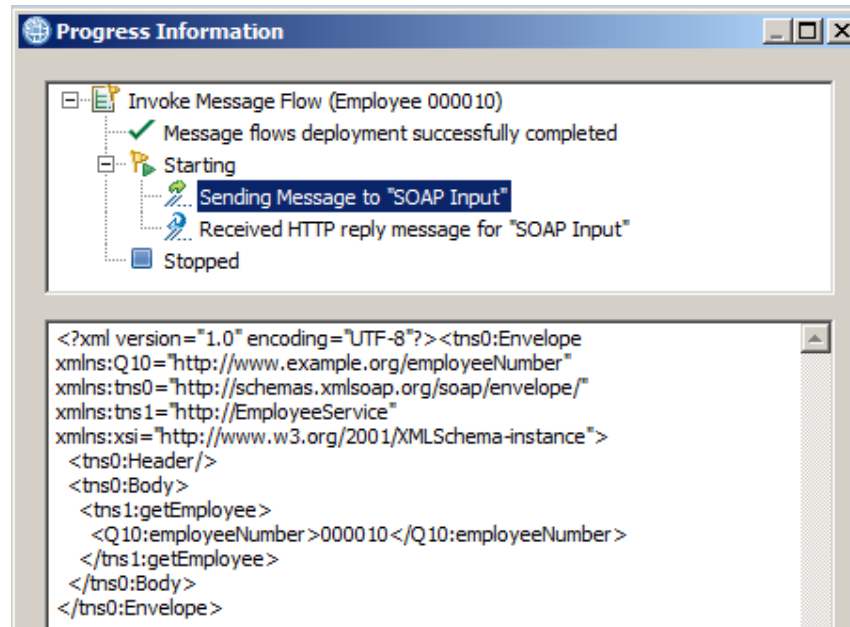 Progress Information
Invoke Message Flow (Employee 000010)
Message flows deployment successfully completed
Starting
Sending Message to "SOAP Input"
Received HTTP reply message for "SOAP Input"
Stopped
<?xml version="1.0" encoding="UTF-8"?><tns0:Envelope
xmlns:Q10="http://www.example.org/employeeNumber"
xmlns:tns0="http://schemas.xmlsoap.org/soap/envelope/"
xmlns:tns1="http://EmployeeService"
xmlns:xsi="http://www.w3.org/2001/XMLSchema-instance">
<tns0:Header/>
<tns0:Body>
<tns1:getEmployee>
<Q10:employeeNumber>000010</Q10:employeeNumber>
</tns1:getEmployee>
</tns0:Body>
</tns0:Envelope>